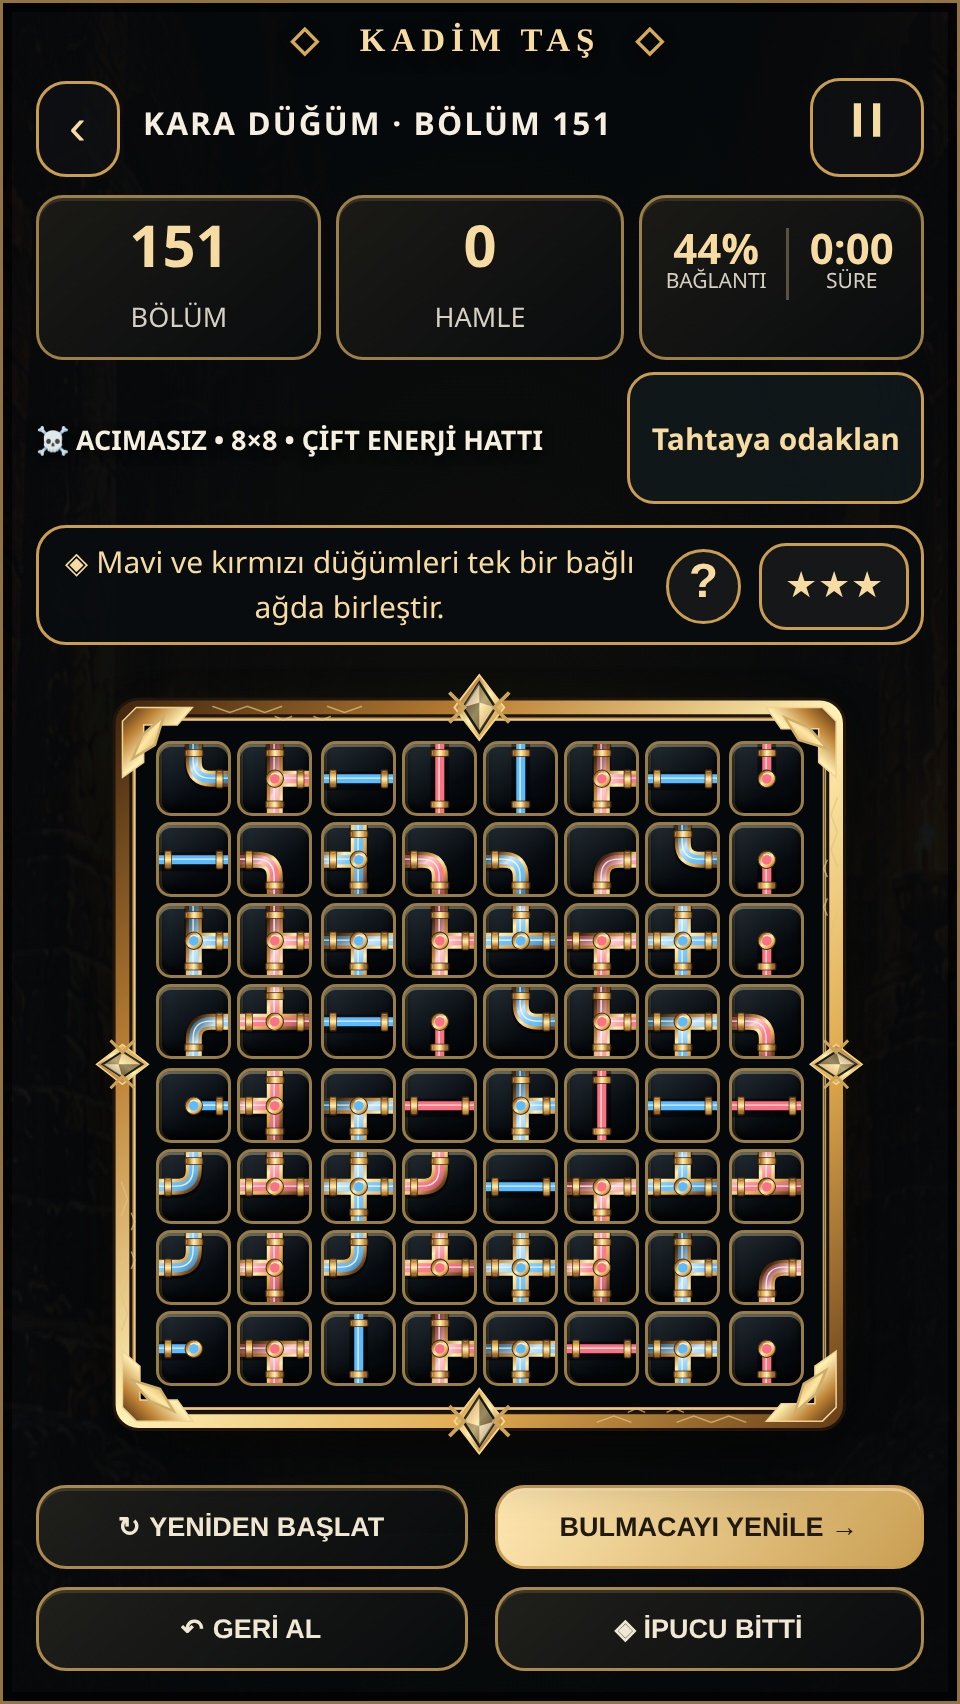 KADİM TAŞ
‹ KARA DÜĞÜM · BÖLÜM 151
151
BÖLÜM
0
HAMLE
44%
BAĞLANTI
0:00
SÜRE
☠️ ACIMASIZ • 8×8 • ÇİFT ENERJİ HATTI
Tahtaya odaklan
◈ Mavi ve kırmızı düğümleri tek bir bağlı
ağda birleştir.
?
★★★
↻ YENİDEN BAŞLAT
BULMACAYI YENİLE →
↶ GERİ AL
◈ İPUCU BİTTİ